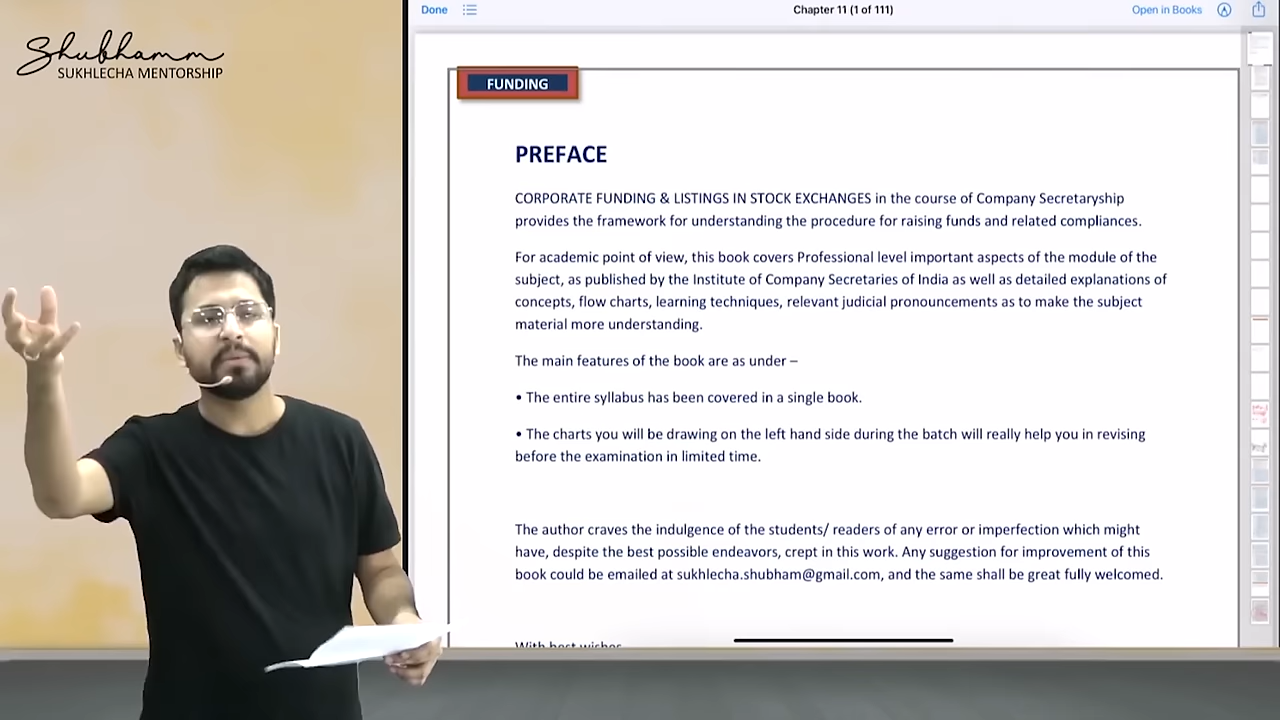 Shubhamm
SUKHLECHA MENTORSHIP
Done
Chapter 11 (1 of 111)
Open in Books
FUNDING
PREFACE
CORPORATE FUNDING & LISTINGS IN STOCK EXCHANGES in the course of Company Secretaryship
provides the framework for understanding the procedure for raising funds and related compliances.
For academic point of view, this book covers Professional level important aspects of the module of the
subject, as published by the Institute of Company Secretaries of India as well as detailed explanations of
concepts, flow charts, learning techniques, relevant judicial pronouncements as to make the subject
material more understanding.
The main features of the book are as under –
• The entire syllabus has been covered in a single book.
• The charts you will be drawing on the left hand side during the batch will really help you in revising
before the examination in limited time.
The author craves the indulgence of the students/ readers of any error or imperfection which might
have, despite the best possible endeavors, crept in this work. Any suggestion for improvement of this
book could be emailed at sukhlecha.shubham@gmail.com, and the same shall be great fully welcomed.
With best wishes